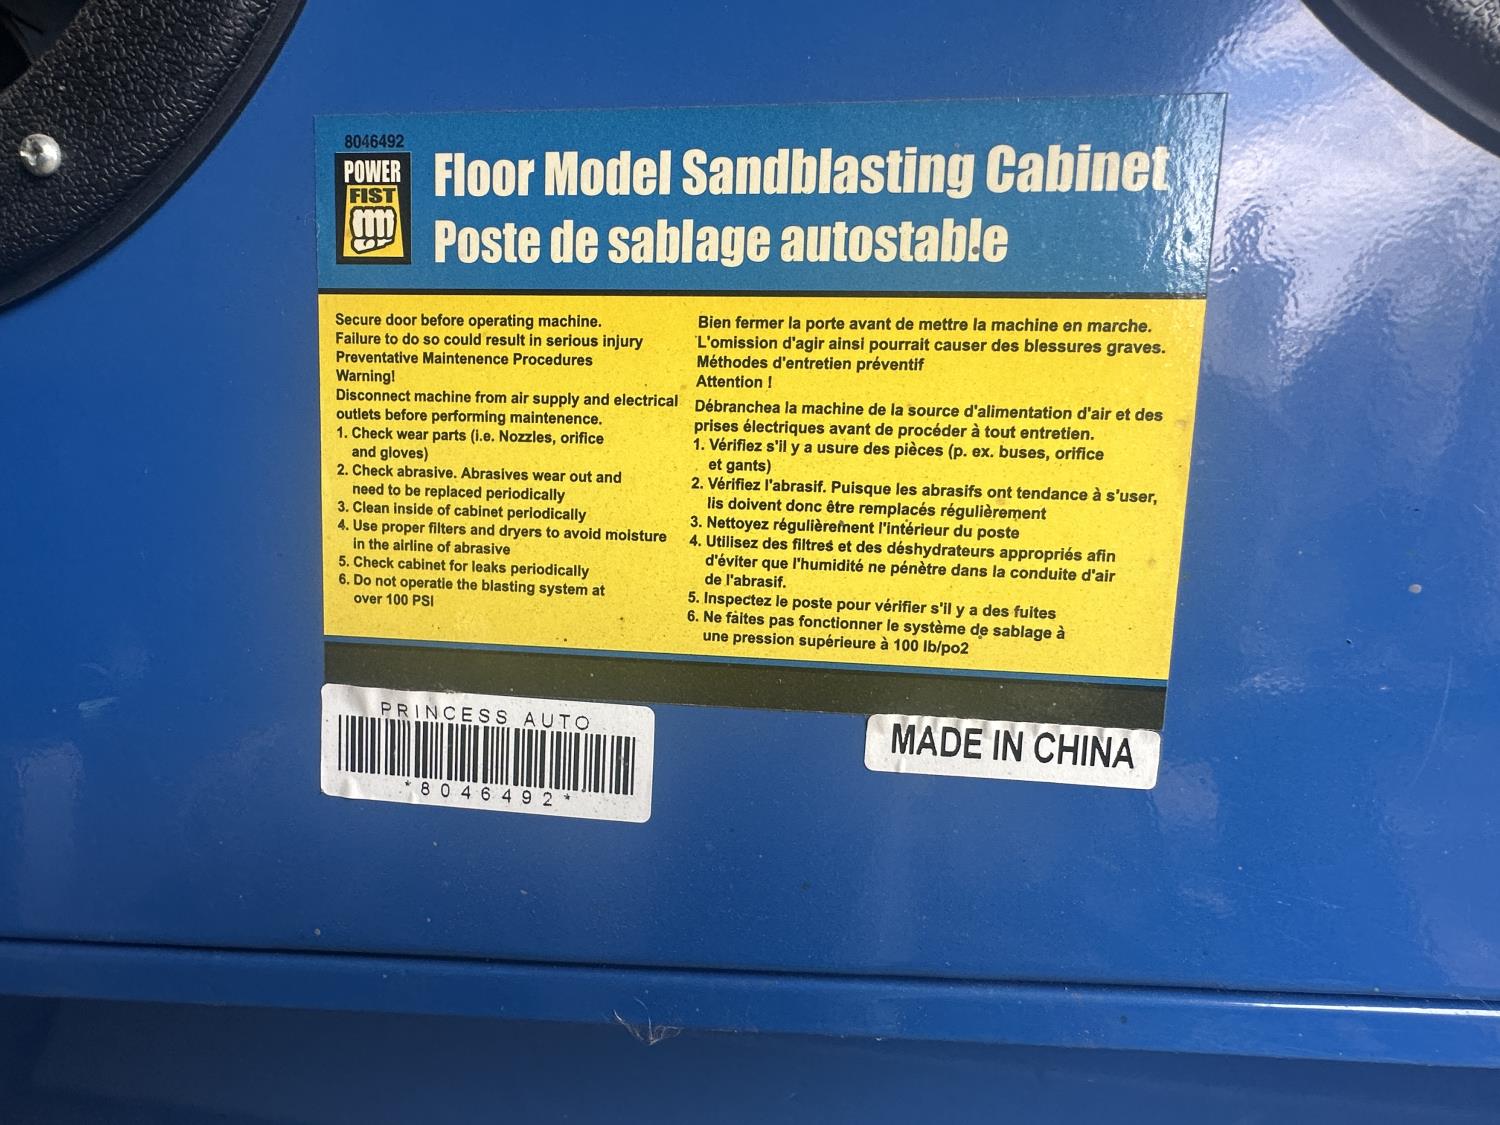 8046492
POWER
FIST
Floor Model Sandblasting Cabinet
Poste de sablage autostable
Secure door before operating machine.
Failure to do so could result in serious injury
Preventative Maintenence Procedures
Warning!
Disconnect machine from air supply and electrical
outlets before performing maintenence.
1. Check wear parts (i.e. Nozzles, orifice
and gloves)
2. Check abrasive. Abrasives wear out and
need to be replaced periodically
3. Clean inside of cabinet periodically
4. Use proper filters and dryers to avoid moisture
in the airline of abrasive
5. Check cabinet for leaks periodically
6. Do not operatie the blasting system at
over 100 PSI
Bien fermer la porte avant de mettre la machine en marche.
L'omission d'agir ainsi pourrait causer des blessures graves.
Méthodes d'entretien préventif
Attention !
Débranchea la machine de la source d'alimentation d'air et des
prises électriques avant de procéder à tout entretien.
1. Vérifiez s'il y a usure des pièces (p. ex. buses, orifice
et gants)
2. Vérifiez l'abrasif. Puisque les abrasifs ont tendance à s'user,
lis doivent donc être remplacés régulièrement
3. Nettoyez régulièrement l'intérieur du poste
4. Utilisez des filtres et des déshydrateurs appropriés afin
d'éviter que l'humidité ne pénètre dans la conduite d'air
de l'abrasif.
5. Inspectez le poste pour vérifier s'il y a des fuites
6. Ne faites pas fonctionner le système de sablage à
une pression supérieure à 100 lb/po2
PRINCESS AUTO
*8046492*
MADE IN CHINA